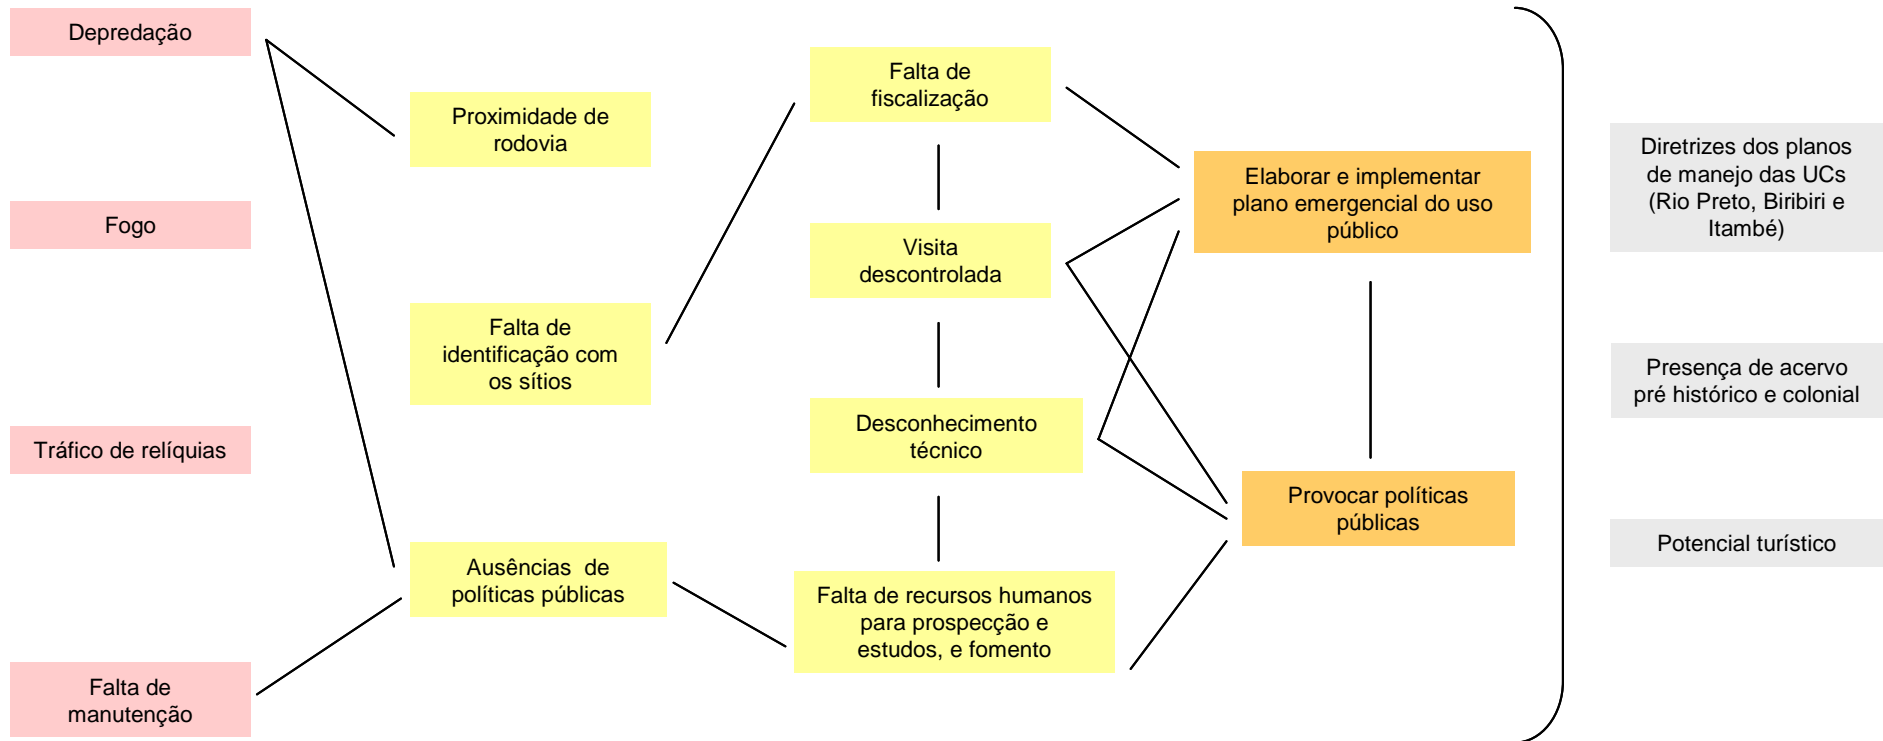 Depredação
Fogo
Tráfico de relíquias
Falta de
manutenção
Proximidade de
rodovia
Falta de
identificação com
os sítios
Ausências  de
políticas públicas
Falta de
fiscalização
Visita
descontrolada
Desconhecimento
técnico
Falta de recursos humanos
para prospecção e
estudos, e fomento
Elaborar e implementar
plano emergencial do uso
público
Provocar políticas
públicas
Diretrizes dos planos
de manejo das UCs
(Rio Preto, Biribiri e
Itambé)
Presença de acervo
pré histórico e colonial
Potencial turístico